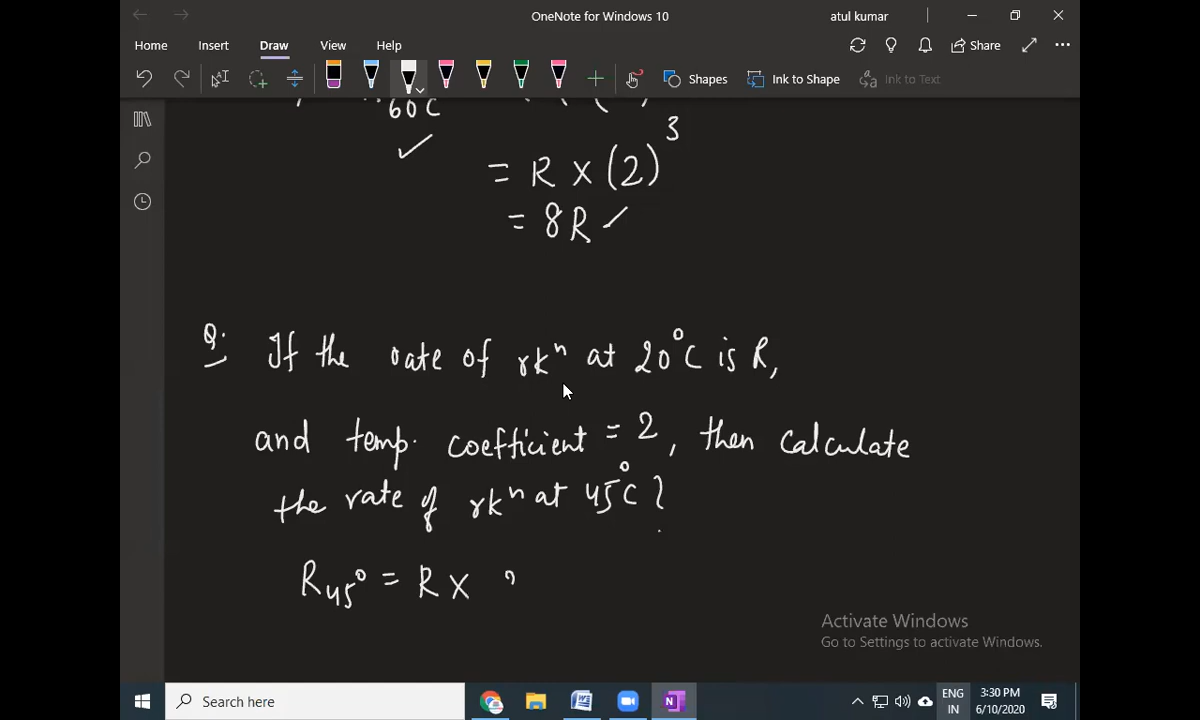 OneNote for Windows 10
atul kumar
Home Insert Draw View Help
Share
Shapes
Ink to Shape
Ink to Text
60 C
3
= R X (2)
= 8R ✓
Q. If the rate of rxⁿ at 20°C is R,
and temp. coefficient = 2, then calculate
the rate of rxⁿ at 45°C ?
R45° = R X
Activate Windows
Go to Settings to activate Windows.
Search here
N
ENG
IN
3:30 PM
6/10/2020